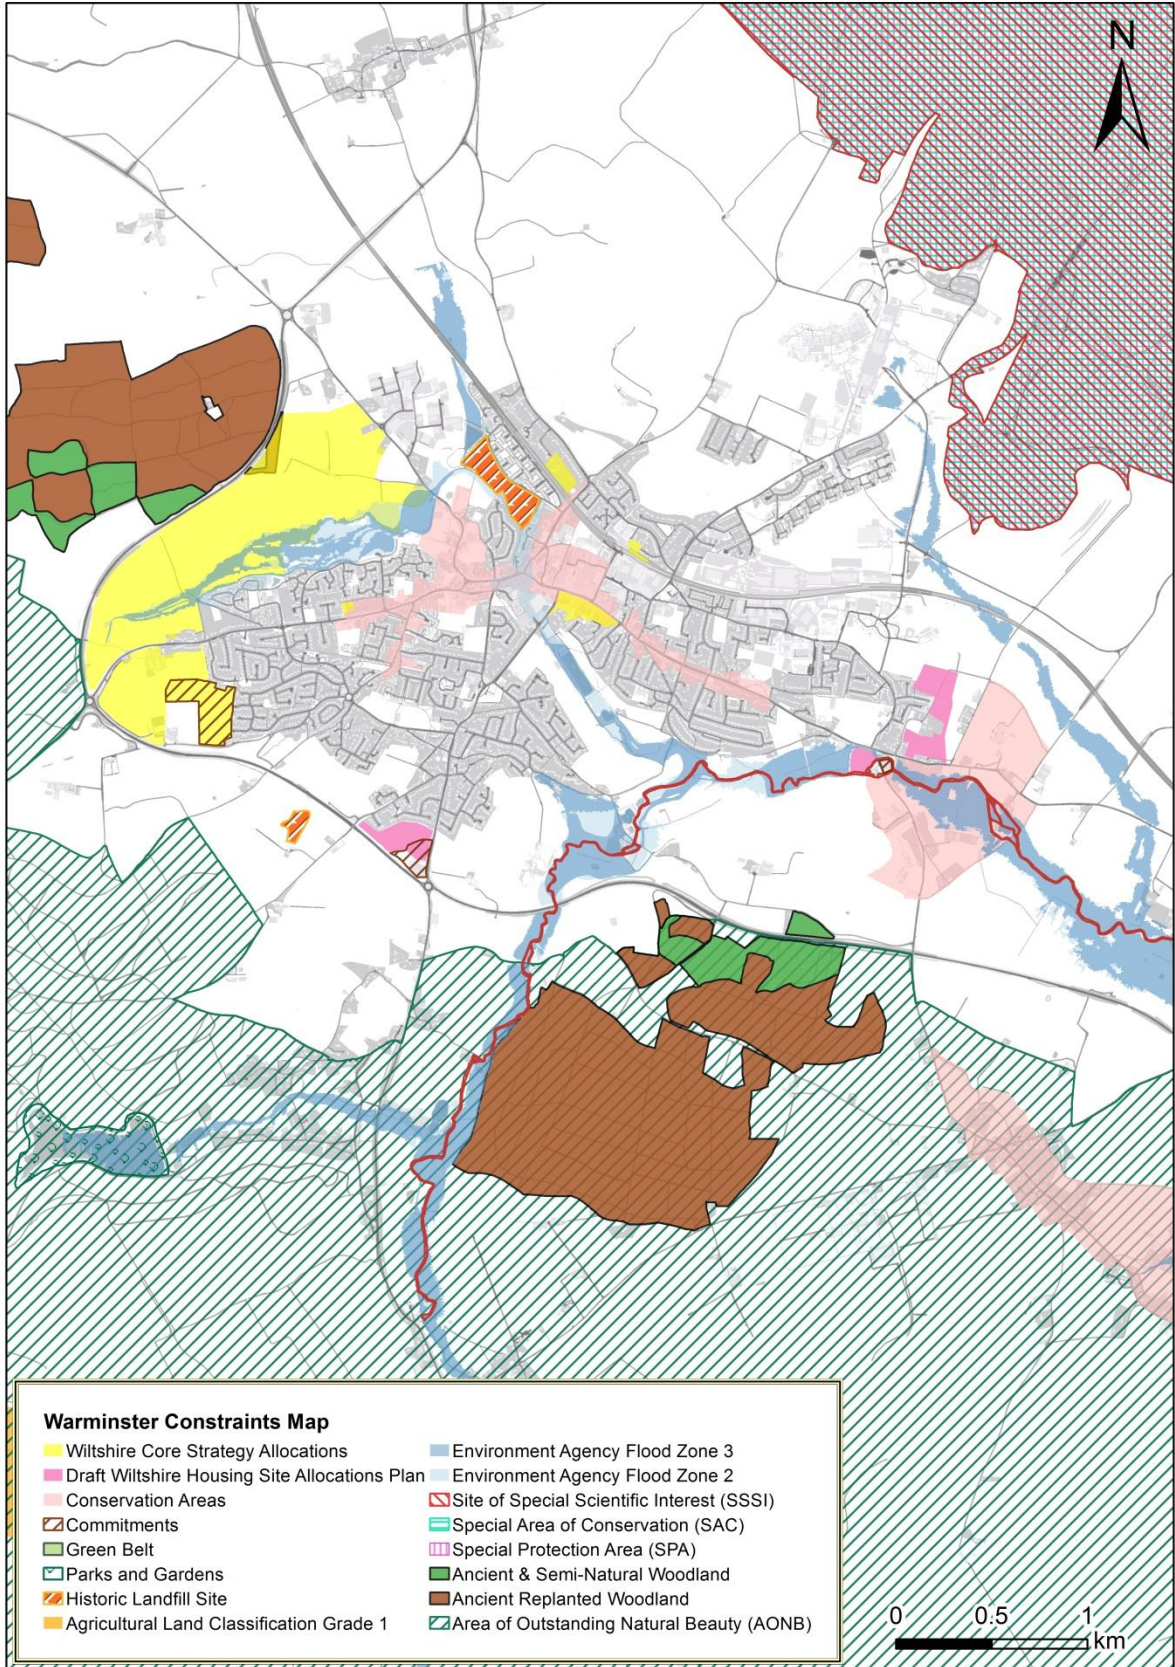 N
Warminster Constraints Map
Wiltshire Core Strategy Allocations
Draft Wiltshire Housing Site Allocations Plan
Conservation Areas
Commitments
Green Belt
Parks and Gardens
Historic Landfill Site
Agricultural Land Classification Grade 1
Environment Agency Flood Zone 3
Environment Agency Flood Zone 2
Site of Special Scientific Interest (SSSI)
Special Area of Conservation (SAC)
Special Protection Area (SPA)
Ancient & Semi-Natural Woodland
Ancient Replanted Woodland
Area of Outstanding Natural Beauty (AONB)
0 0.5 1
km